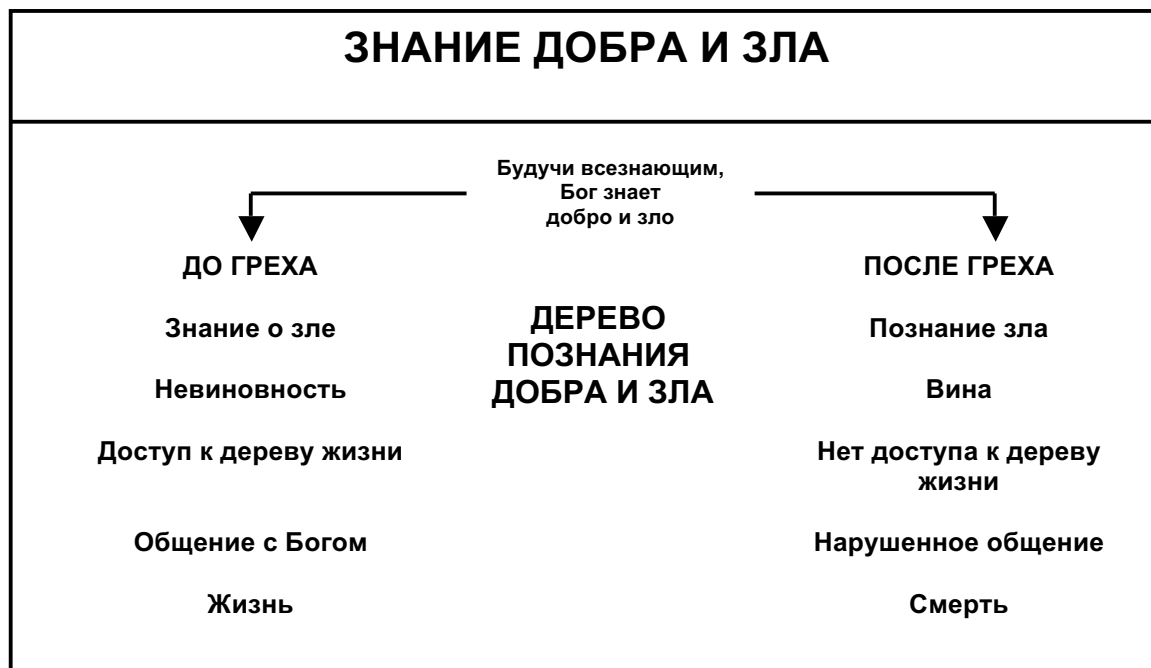 ЗНАНИЕ ДОБРА И ЗЛА
Будучи всезнающим,
Бог знает
добро и зло
ДО ГРЕХА
Знание о зле
Невиновность
Доступ к дереву жизни
Общение с Богом
Жизнь
ДЕРЕВО
ПОЗНАНИЯ
ДОБРА И ЗЛА
ПОСЛЕ ГРЕХА
Познание зла
Вина
Нет доступа к дереву
жизни
Нарушенное общение
Смерть